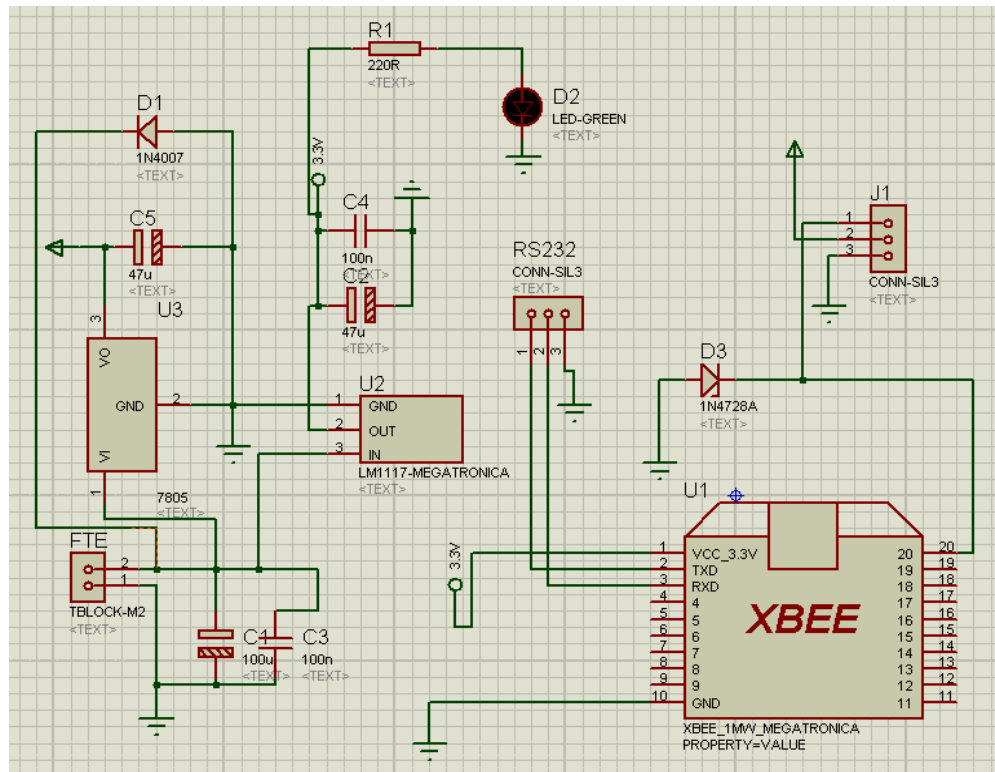 R1
220R
<TEXT>
D2
LED-GREEN
<TEXT>
D1
1N4007
<TEXT>
3.3V
C4
100n
<TEXT>
C2
47u
<TEXT>
C5
47u
<TEXT>
U3
3
VO
GND
2
VI
1
7805
<TEXT>
U2
1
GND
2
OUT
3
IN
LM1117-MEGATRONICA
<TEXT>
RS232
CONN-SIL3
<TEXT>
1
2
3
J1
1
2
3
CONN-SIL3
<TEXT>
D3
1N4728A
<TEXT>
FTE
2
1
TBLOCK-M2
<TEXT>
C1
100u
<TEXT>
C3
100n
<TEXT>
3.3V
U1
1
VCC_3.3V
2
TXD
3
RXD
4
4
5
5
6
6
7
7
8
8
9
9
10
GND
20
20
19
19
18
18
17
17
16
16
15
15
14
14
13
13
12
12
11
11
XBEE
XBEE_1MW_MEGATRONICA
PROPERTY=VALUE